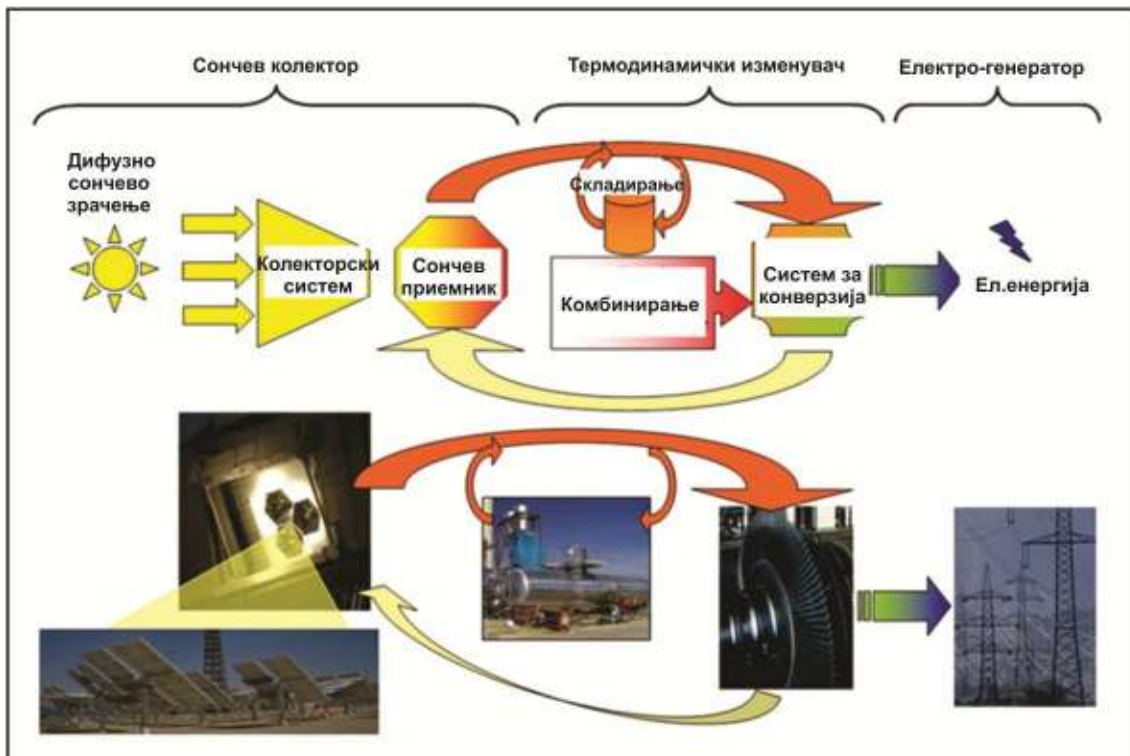 Сончев колектор
Термодинамички изменувач
Електро-генератор
Дифузно
сончево
зрачење
Колекторски
систем
Сончев
приемник
Складирање
Комбинирање
Систем за
конверзија
Ел.енергија